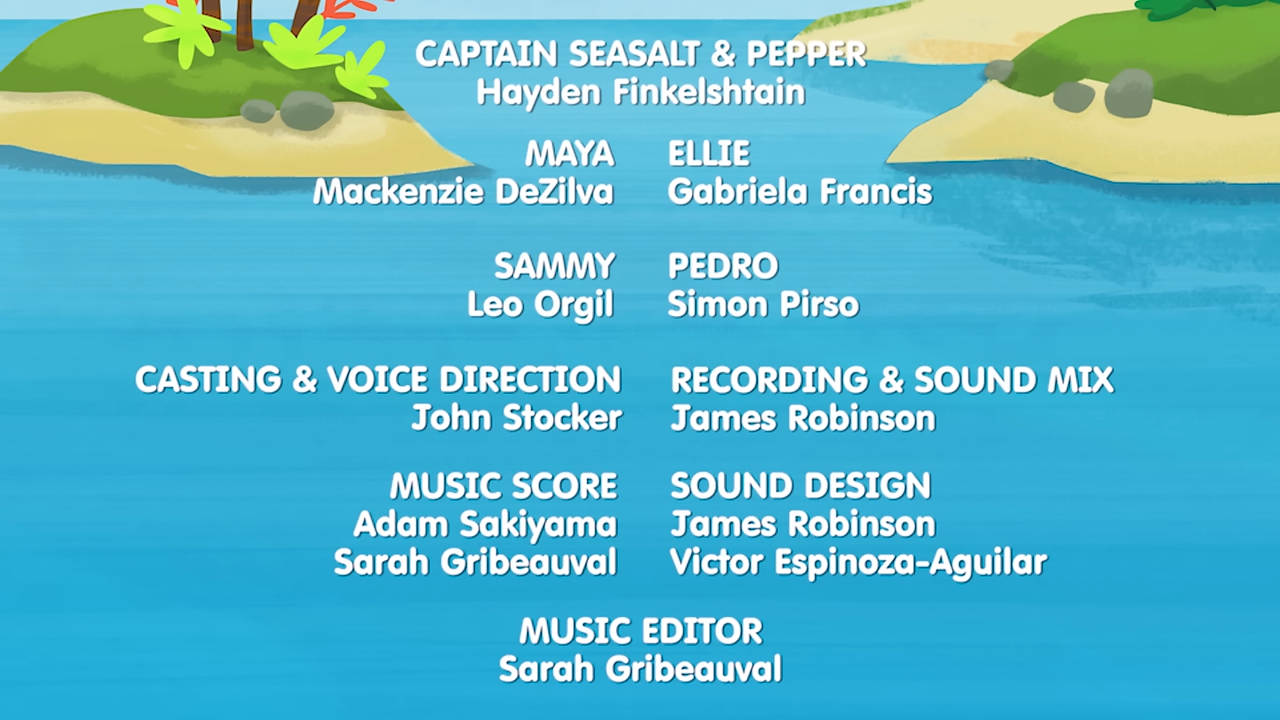 CAPTAIN SEASALT & PEPPER
Hayden Finkelshtain
MAYA
Mackenzie DeZilva
ELLIE
Gabriela Francis
SAMMY
Leo Orgil
PEDRO
Simon Pirso
CASTING & VOICE DIRECTION
John Stocker
RECORDING & SOUND MIX
James Robinson
MUSIC SCORE
Adam Sakiyama
Sarah Gribeauval
SOUND DESIGN
James Robinson
Victor Espinoza-Aguilar
MUSIC EDITOR
Sarah Gribeauval